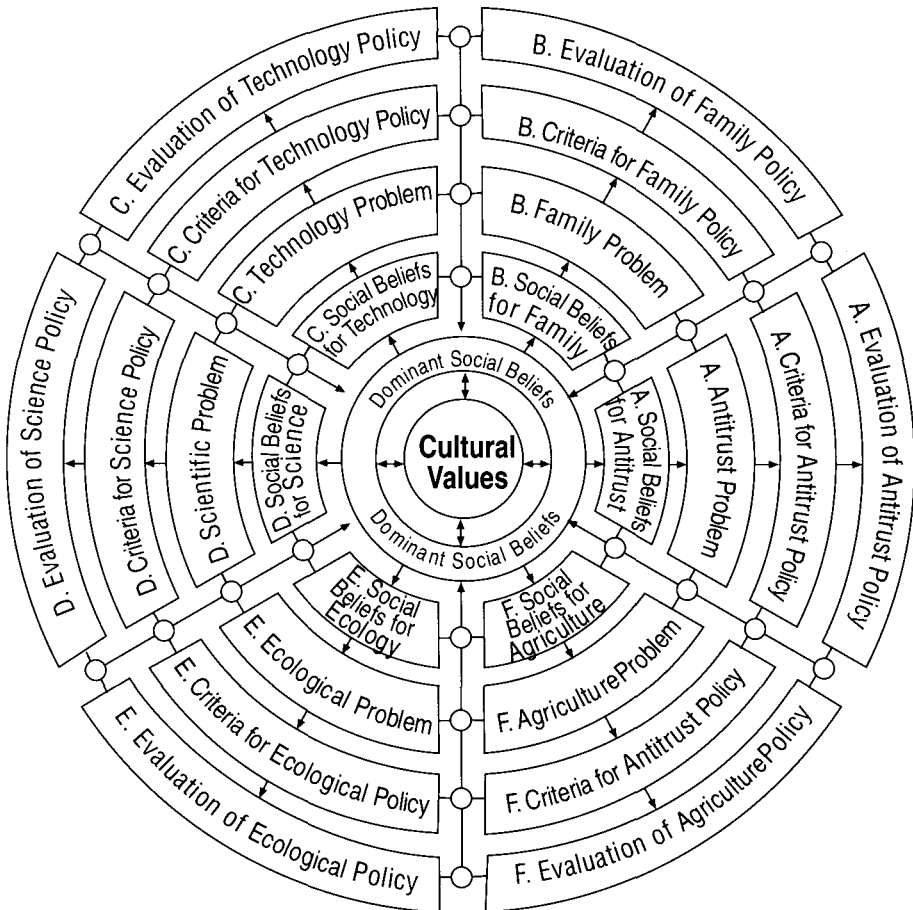 Cultural
Values
Dominant Social Beliefs
Dominant Social Beliefs
A. Social Beliefs
for Antitrust
A. Antitrust Problem
A. Criteria for Antitrust Policy
A. Evaluation of Antitrust Policy
B. Social Beliefs
for Family
B. Family Problem
B. Criteria for Family Policy
B. Evaluation of Family Policy
C. Social Beliefs
for Technology
C. Technology Problem
C. Criteria for Technology Policy
C. Evaluation of Technology Policy
D. Social Beliefs
for Science
D. Scientific Problem
D. Criteria for Science Policy
D. Evaluation of Science Policy
E. Social
Beliefs for
Ecology
E. Ecological Problem
E. Criteria for Ecological Policy
E. Evaluation of Ecological Policy
F. Social
Beliefs for
Agriculture
F. Agriculture Problem
F. Criteria for Antitrust Policy
F. Evaluation of Agriculture Policy